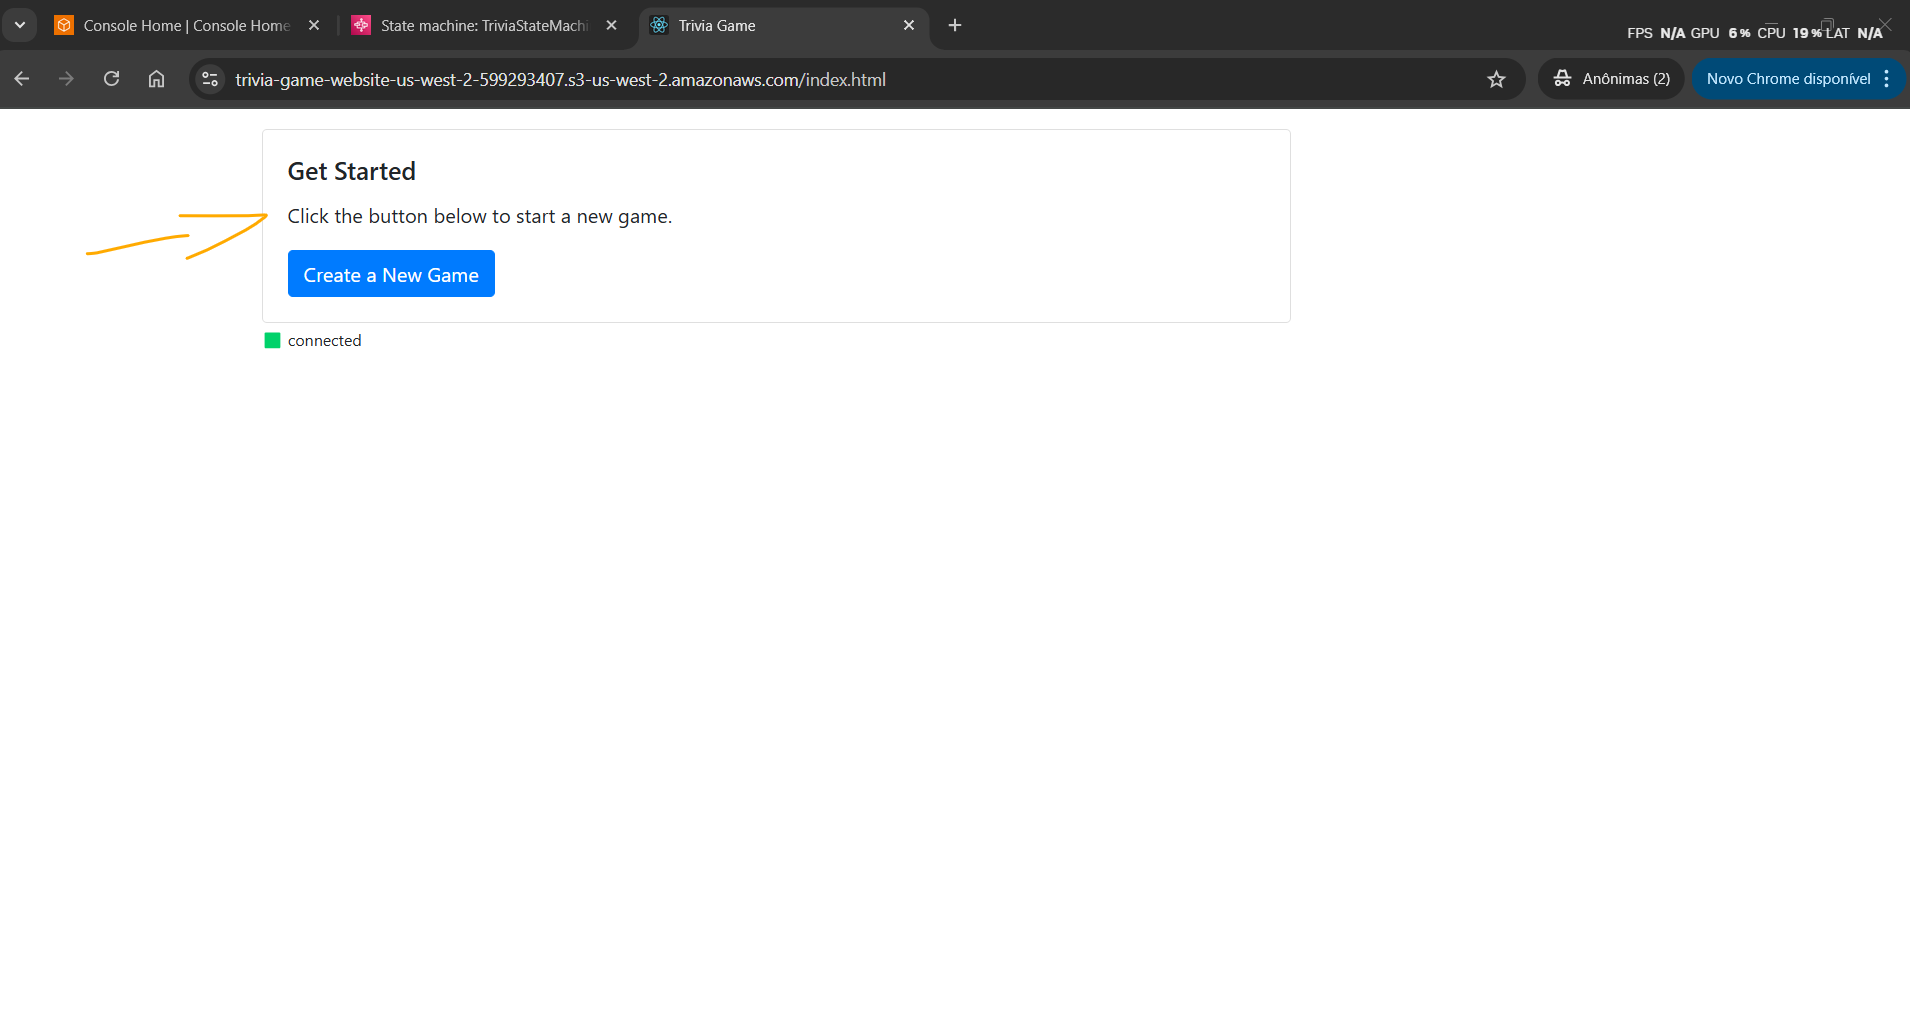 Console Home | Console Home
State machine: TriviaStateMachi
Trivia Game
FPS N/A GPU 6% CPU 19% LAT N/A
trivia-game-website-us-west-2-599293407.s3-us-west-2.amazonaws.com/index.html
Anônimas (2)
Novo Chrome disponível
Get Started
Click the button below to start a new game.
Create a New Game
connected